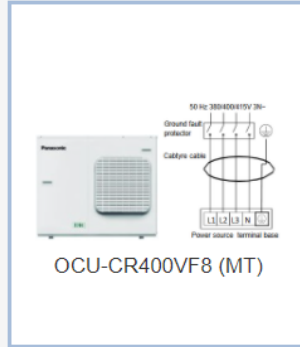 50 Hz 380/400/415V 3N~
Ground fault
protector
Cabtyre cable
Panasonic
L1 L2 L3 N
Power source terminal base
OCU-CR400VF8 (MT)